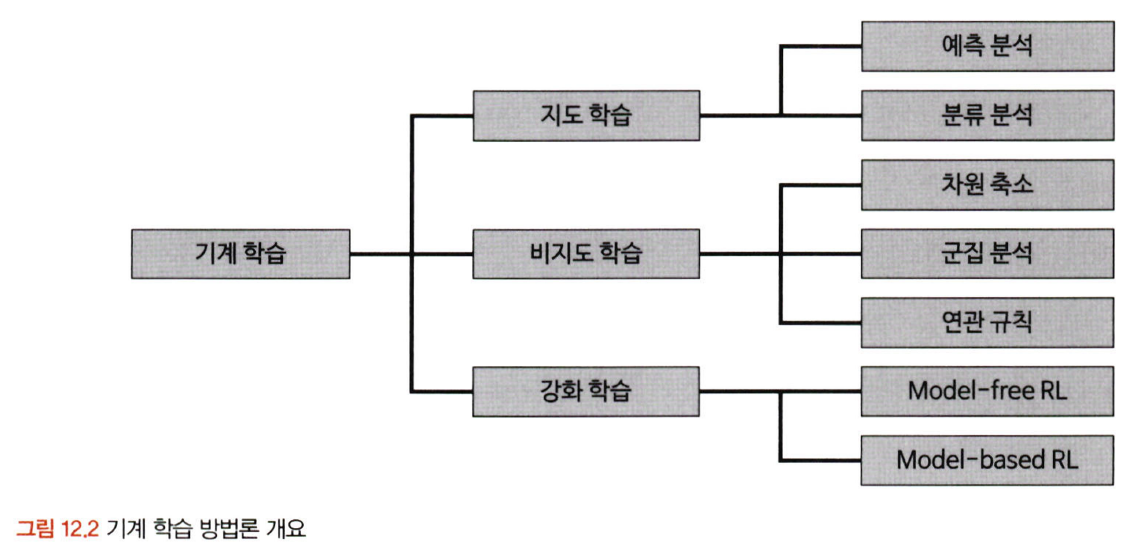 기계 학습
지도 학습
예측 분석
분류 분석
비지도 학습
차원 축소
군집 분석
연관 규칙
강화 학습
Model-free RL
Model-based RL
그림 12.2 기계 학습 방법론 개요